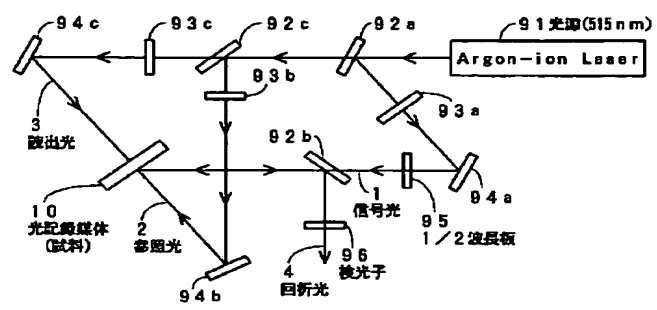 94c
93c
92c
92a
91光源(515nm)
Argon-ion Laser
93b
93a
3
読出光
92b
94a
1
信号光
95
1/2波長板
10
光記録媒体
(試料)
2
参照光
94b
4
回折光
96
検光子